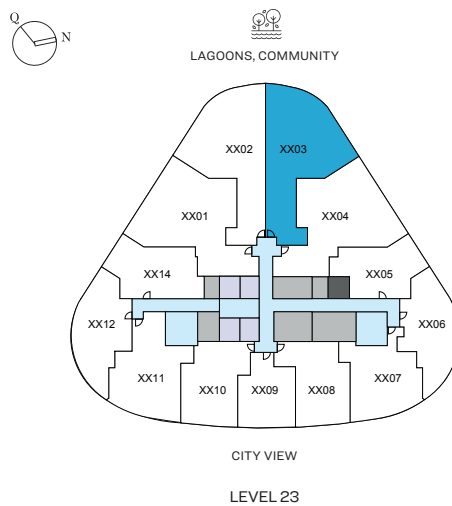 Q
N
LAGOONS, COMMUNITY
XX02 XX03
XX01 XX04
XX14 XX05
XX12 XX06
XX11 XX07
XX10 XX09 XX08
CITY VIEW
LEVEL 23